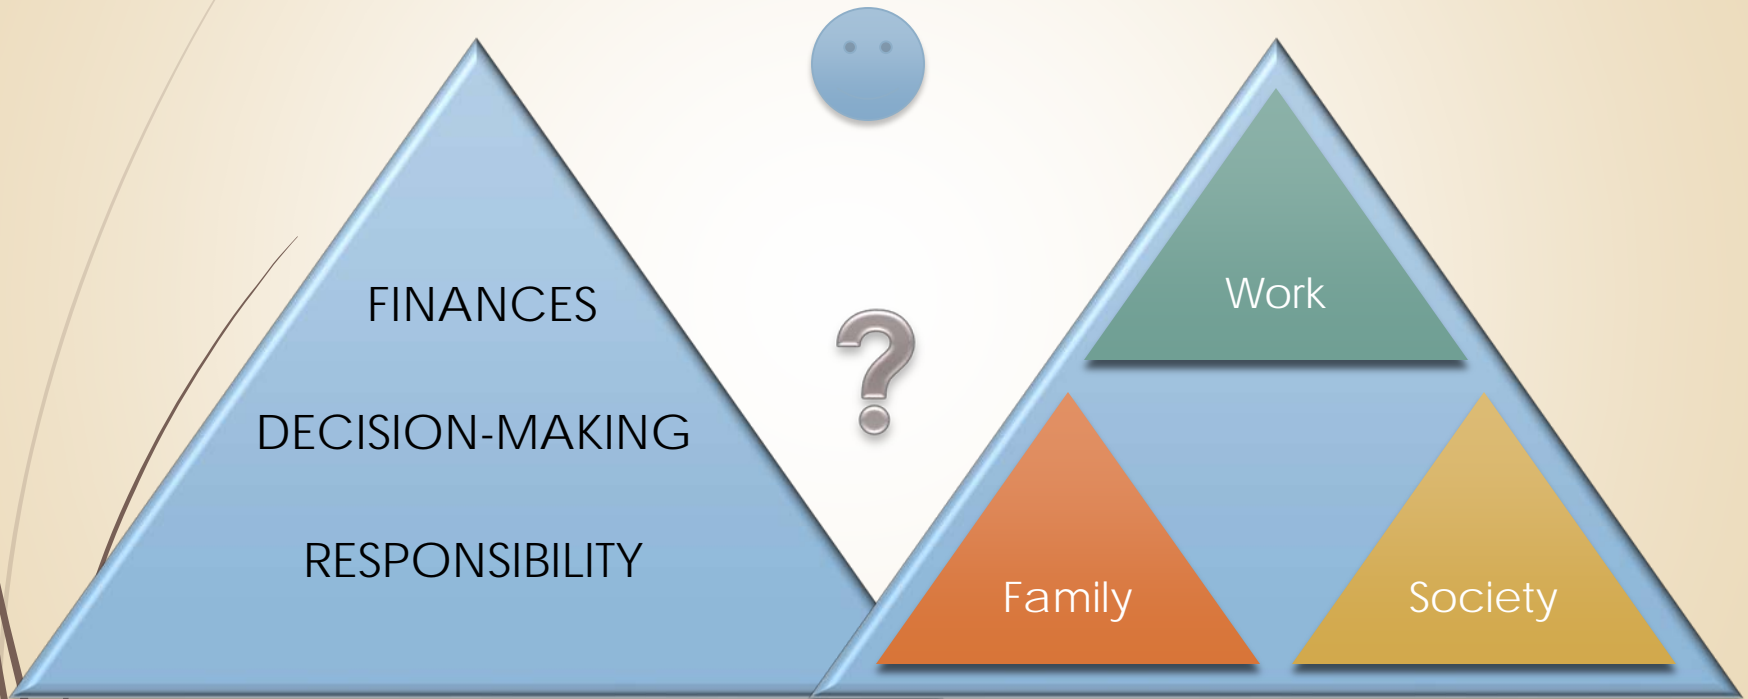 FINANCES
DECISION-MAKING
RESPONSIBILITY
?
Work
Family
Society